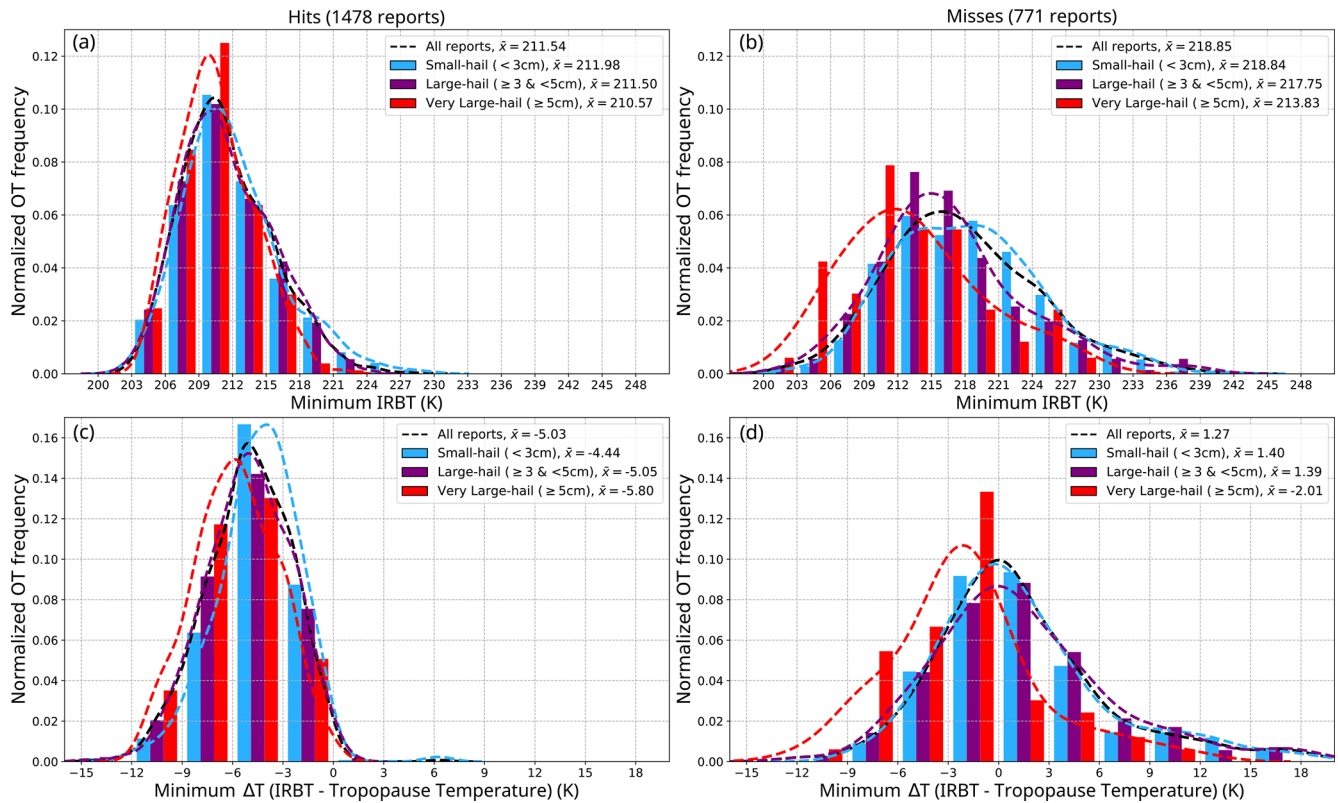 Hits (1478 reports)
(a)
All reports, x̄ = 211.54
Small-hail (< 3cm), x̄ = 211.98
Large-hail (≥ 3 & <5cm), x̄ = 211.50
Very Large-hail (≥ 5cm), x̄ = 210.57
Normalized OT frequency
0.12
0.10
0.08
0.06
0.04
0.02
0.00
200 203 206 209 212 215 218 221 224 227 230 233 236 239 242 245 248
Minimum IRBT (K)
Misses (771 reports)
(b)
All reports, x̄ = 218.85
Small-hail (<3cm), x̄ = 218.84
Large-hail (≥ 3 & <5cm), x̄ = 217.75
Very Large-hail (≥ 5cm), x̄ = 213.83
Normalized OT frequency
0.12
0.10
0.08
0.06
0.04
0.02
0.00
200 203 206 209 212 215 218 221 224 227 230 233 236 239 242 245 248
Minimum IRBT (K)
(c)
All reports, x̄ = -5.03
Small-hail (<3cm), x̄ = -4.44
Large-hail (≥ 3 & <5cm), x̄ = -5.05
Very Large-hail (≥ 5cm), x̄ = -5.80
Normalized OT frequency
0.16
0.14
0.12
0.10
0.08
0.06
0.04
0.02
0.00
−15 −12 −9 −6 −3 0 3 6 9 12 15 18
Minimum ΔT (IRBT - Tropopause Temperature) (K)
(d)
All reports, x̄ = 1.27
Small-hail (<3cm), x̄ = 1.40
Large-hail (≥ 3 & <5cm), x̄ = 1.39
Very Large-hail (≥ 5cm), x̄ = -2.01
Normalized OT frequency
0.16
0.14
0.12
0.10
0.08
0.06
0.04
0.02
0.00
−15 −12 −9 −6 −3 0 3 6 9 12 15 18
Minimum ΔT (IRBT - Tropopause Temperature) (K)